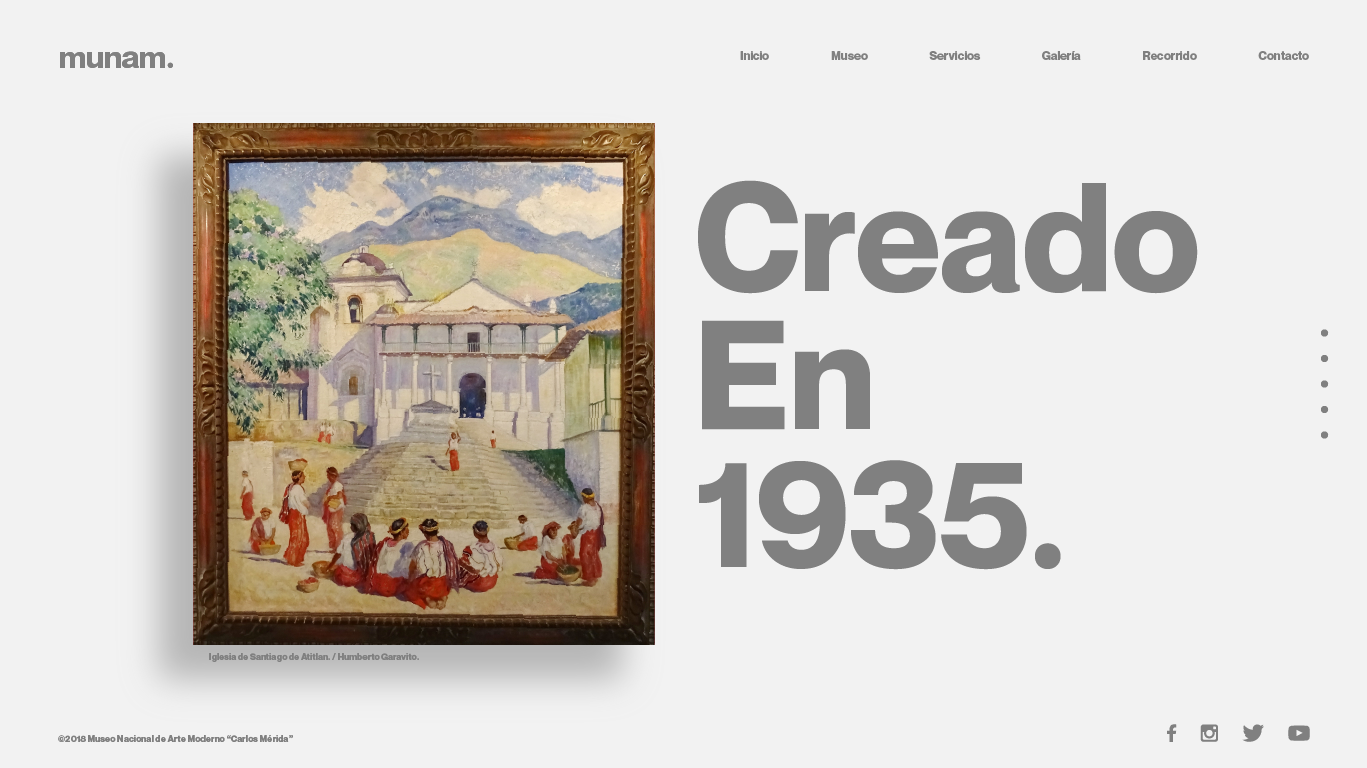 munam.
Inicio Museo Servicios Galería Recorrido Contacto
Creado
En
1935.
Iglesia de Santiago de Atitlan. / Humberto Garavito.
©2018 Museo Nacional de Arte Moderno “Carlos Mérida”